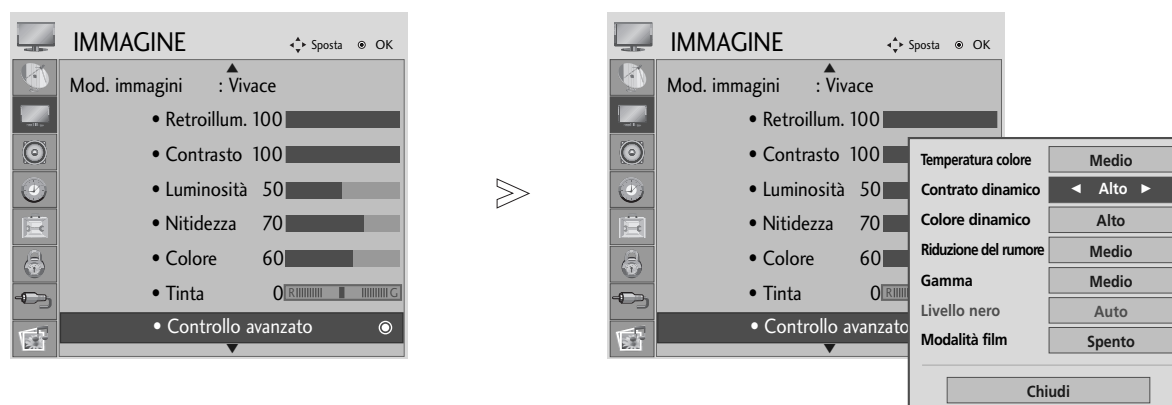 IMMAGINE Sposta OK
Mod. immagini : Vivace
• Retroillum. 100
• Contrasto 100
• Luminosità 50
• Nitidezza 70
• Colore 60
• Tinta 0 R G
• Controllo avanzato
>
IMMAGINE Sposta OK
Mod. immagini : Vivace
• Retroillum. 100
• Contrasto 100
• Luminosità 50
• Nitidezza 70
• Colore 60
• Tinta 0 R
• Controllo avanzato
Temperatura colore Medio
Contrato dinamico ◄ Alto ►
Colore dinamico Alto
Riduzione del rumore Medio
Gamma Medio
Livello nero Auto
Modalità film Spento
Chiudi